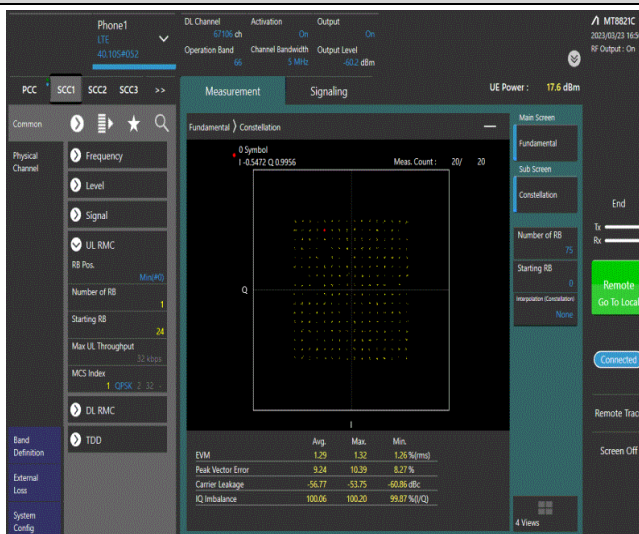 Phone1
LTE
40.105#052
DL Channel
67106 ch
Activation
On
Output
On
Operation Band
66
Channel Bandwidth
5 MHz
Output Level
-60.2 dBm
MT8821C
2023/03/23 16:5
RF Output : On
PCC
SCC1
SCC2
SCC3
>>
Measurement
Signaling
UE Power :
17.6 dBm
Common
Physical
Channel
Frequency
Level
Signal
UL RMC
RB Pos.
Min(#0)
Number of RB
1
Starting RB
24
Max UL Throughput
32 kbps
MCS Index
1 QPSK 2 32 -
DL RMC
TDD
Band
Definition
External
Loss
System
Config
Fundamental
Constellation
0 Symbol
I -0.5472 Q 0.9956
Meas. Count :
20/ 20
Q
I
Avg.
Max.
Min.
EVM
1.29
1.32
1.26 %(rms)
Peak Vector Error
9.24
10.39
8.27 %
Carrier Leakage
-56.77
-53.75
-60.86 dBc
IQ Imbalance
100.06
100.20
99.87 %(I/Q)
Main Screen
Fundamental
Sub Screen
Constellation
Number of RB
75
Starting RB
0
Interpolation (Constellation)
None
4 Views
End
Tx
Rx
Remote
Go To Local
Connected
Remote Trac
Screen Off